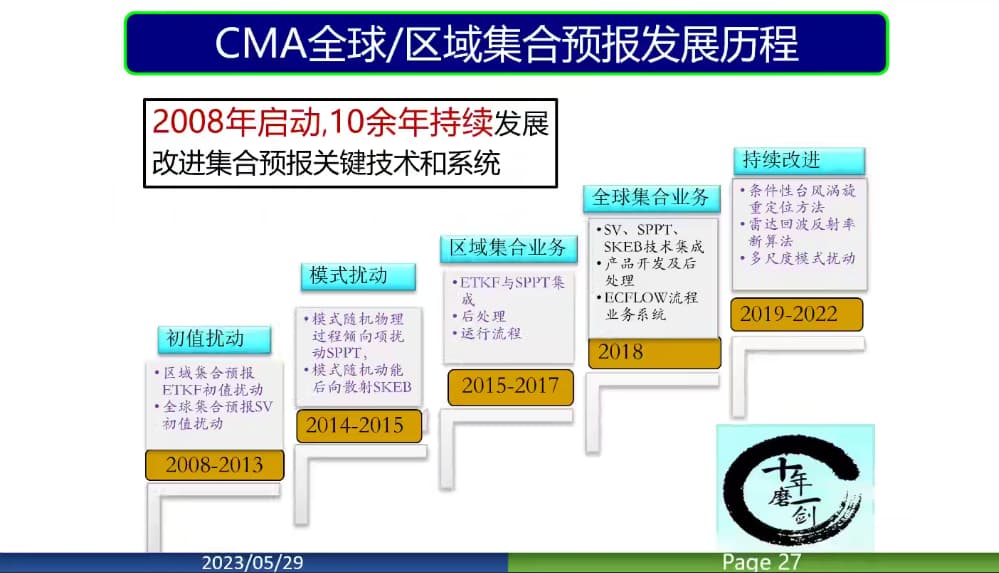 CMA全球/区域集合预报发展历程
2008年启动,10余年持续发展
改进集合预报关键技术和系统
初值扰动
•区域集合预报
ETKF初值扰动
•全球集合预报SV
初值扰动
2008-2013
模式扰动
•模式随机物理
过程倾向项扰
动SPPT、
•模式随机动能
后向散射SKEB
2014-2015
区域集合业务
•ETKF与SPPT集
成
•后处理
•运行流程
2015-2017
全球集合业务
•SV、SPPT、
SKEB技术集成
•产品开发及后
处理
•ECFLOW流程
业务系统
2018
持续改进
•条件性台风涡旋
重定位方法
•雷达回波反射率
断算法
•多尺度模式扰动
2019-2022
十年
磨一剑
2023/05/29
Page 27